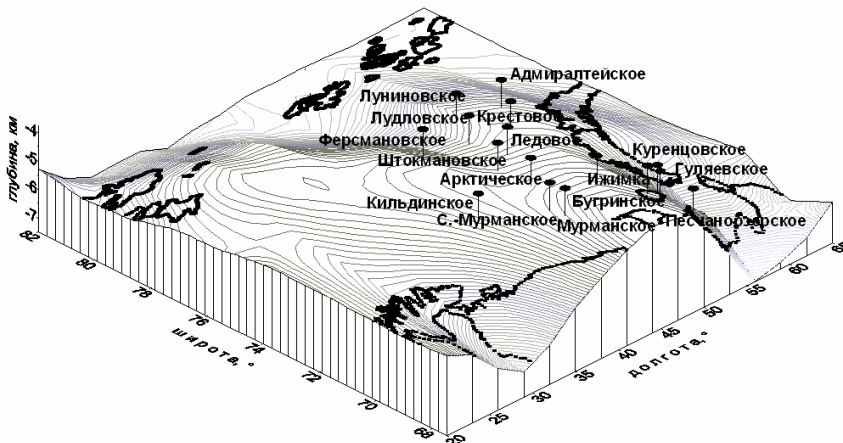 Адмиралтейское
Луниновское
Лудловское
Крестовое
Ферсмановское
Ледовое
Штокмановское
Куренцовское
Гуляевское
Арктическое
Ижимка
Кильдинское
Бугринское
С.-Мурманское
Мурманское
Песчаноозерское
глубина, км
-4
-5
-6
-7
82
80
78
76
74
72
70
68
широта, °
20
25
30
35
40
45
50
55
60
65
долгота, °